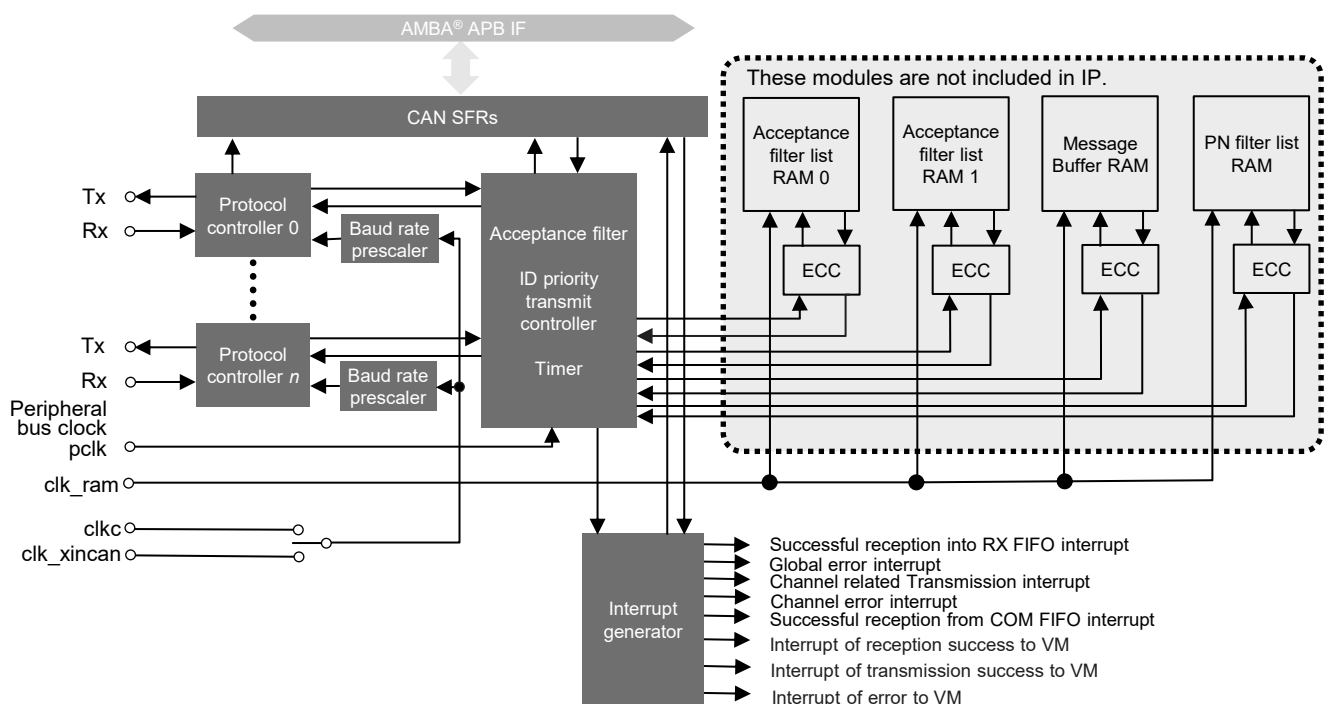 AMBA® APB IF
These modules are not included in IP.
CAN SFRs
Acceptance
filter list
RAM 0
Acceptance
filter list
RAM 1
Message
Buffer RAM
PN filter list
RAM
ECC
ECC
ECC
ECC
Tx
Rx
Protocol
controller 0
Baud rate
prescaler
Acceptance filter
ID priority
transmit
controller
Timer
Tx
Rx
Protocol
controller n
Baud rate
prescaler
Peripheral
bus clock
pclk
clk_ram
clkc
clk_xincan
Interrupt
generator
Successful reception into RX FIFO interrupt
Global error interrupt
Channel related Transmission interrupt
Channel error interrupt
Successful reception from COM FIFO interrupt
Interrupt of reception success to VM
Interrupt of transmission success to VM
Interrupt of error to VM